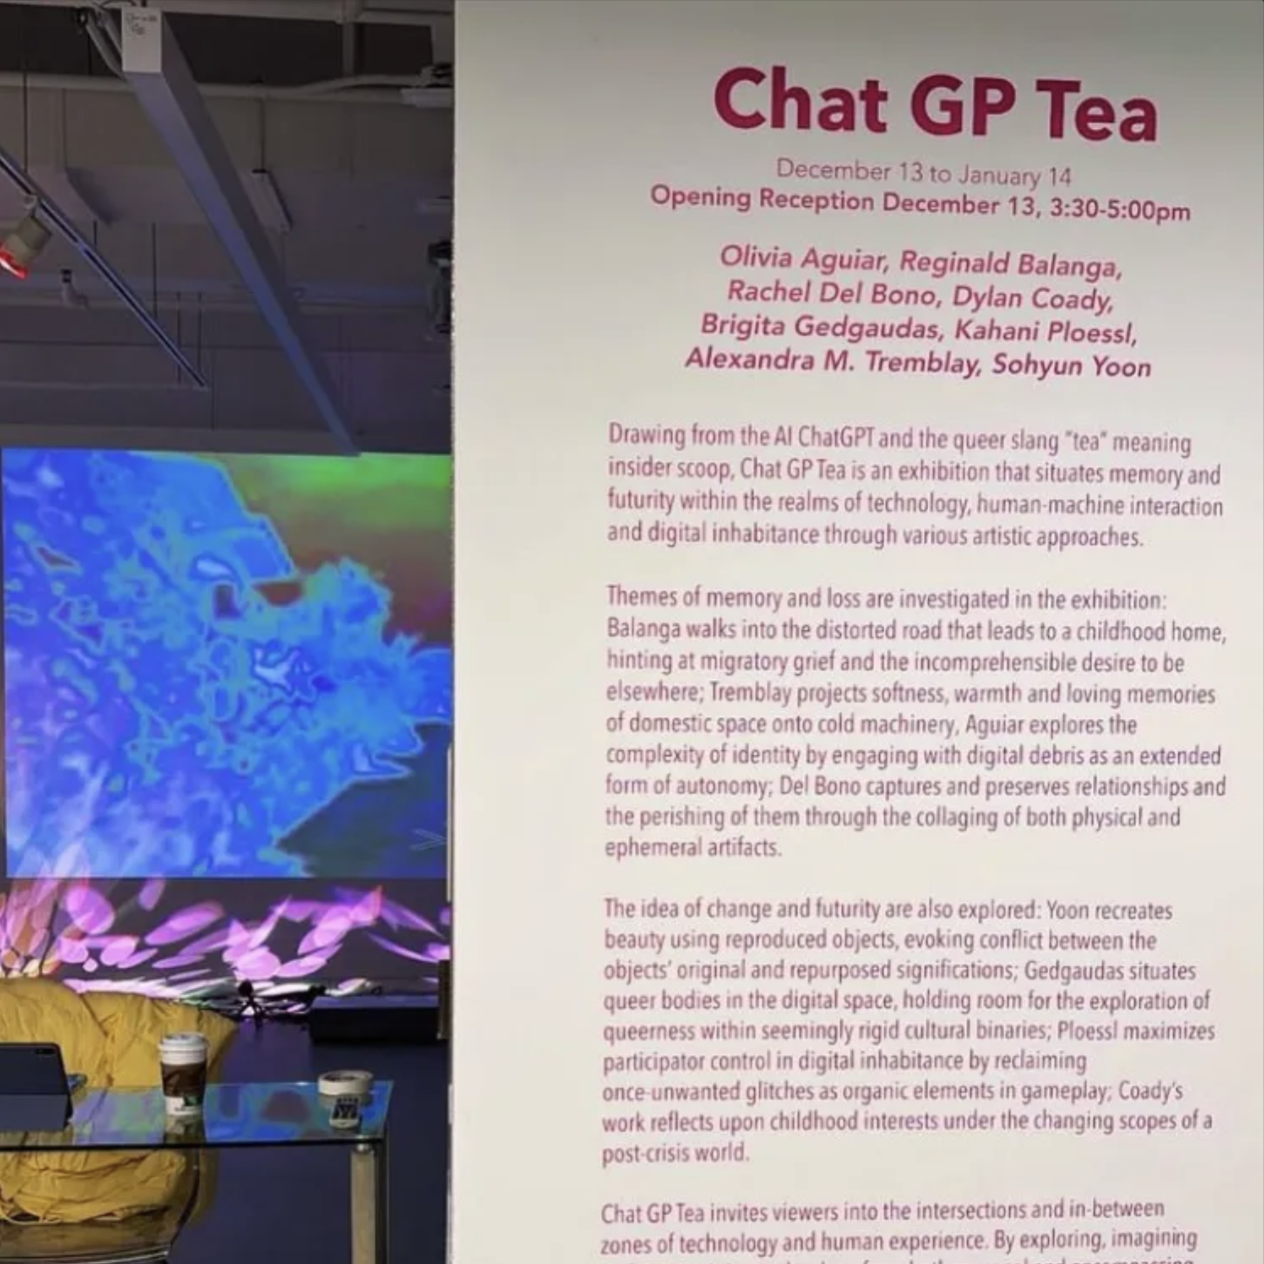 Chat GP Tea
December 13 to January 14
Opening Reception December 13, 3:30-5:00pm
Olivia Aguiar, Reginald Balanga,
Rachel Del Bono, Dylan Coady,
Brigita Gedgaudas, Kahani Ploessl,
Alexandra M. Tremblay, Sohyun Yoon
Drawing from the AI ChatGPT and the queer slang "tea" meaning
insider scoop, Chat GP Tea is an exhibition that situates memory and
futurity within the realms of technology, human-machine interaction
and digital inhabitance through various artistic approaches.
Themes of memory and loss are investigated in the exhibition:
Balanga walks into the distorted road that leads to a childhood home,
hinting at migratory grief and the incomprehensible desire to be
elsewhere; Tremblay projects softness, warmth and loving memories
of domestic space onto cold machinery, Aguiar explores the
complexity of identity by engaging with digital debris as an extended
form of autonomy; Del Bono captures and preserves relationships and
the perishing of them through the collaging of both physical and
ephemeral artifacts.
The idea of change and futurity are also explored: Yoon recreates
beauty using reproduced objects, evoking conflict between the
objects' original and repurposed significations; Gedgaudas situates
queer bodies in the digital space, holding room for the exploration of
queerness within seemingly rigid cultural binaries; Ploessl maximizes
participator control in digital inhabitance by reclaiming
once-unwanted glitches as organic elements in gameplay; Coady's
work reflects upon childhood interests under the changing scopes of a
post-crisis world.
Chat GP Tea invites viewers into the intersections and in-between
zones of technology and human experience. By exploring, imagining